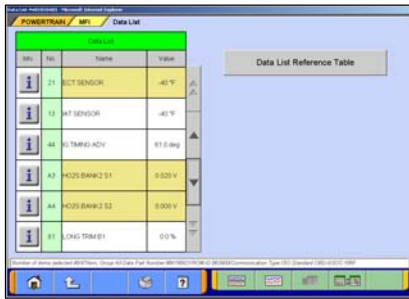 POWERTRAIN / MFI / Data List
Data List
Info No. Name Value
21 ECT SENSOR -40 °F
13 IAT SENSOR -40 °F
44 IG TIMING ADV 61.0 deg
A3 HO2S BANK2 S1 0.020 V
A4 HO2S BANK2 S2 0.000 V
81 LONG TRIM B1 0.0 %
Data List Reference Table